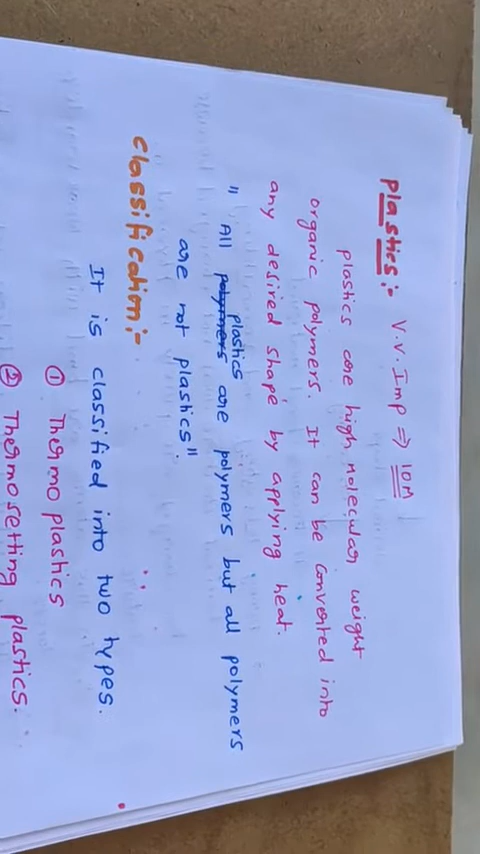 Plastics:- V.V. Imp ⇒ 10M
plastics are high molecular weight
organic polymers. It can be converted into
any desired shape by applying heat.
" All polymers plastics are polymers but all polymers
are not plastics".
Classification:-
It is classified into two types.
① Thermo plastics
② Thermosetting plastics.